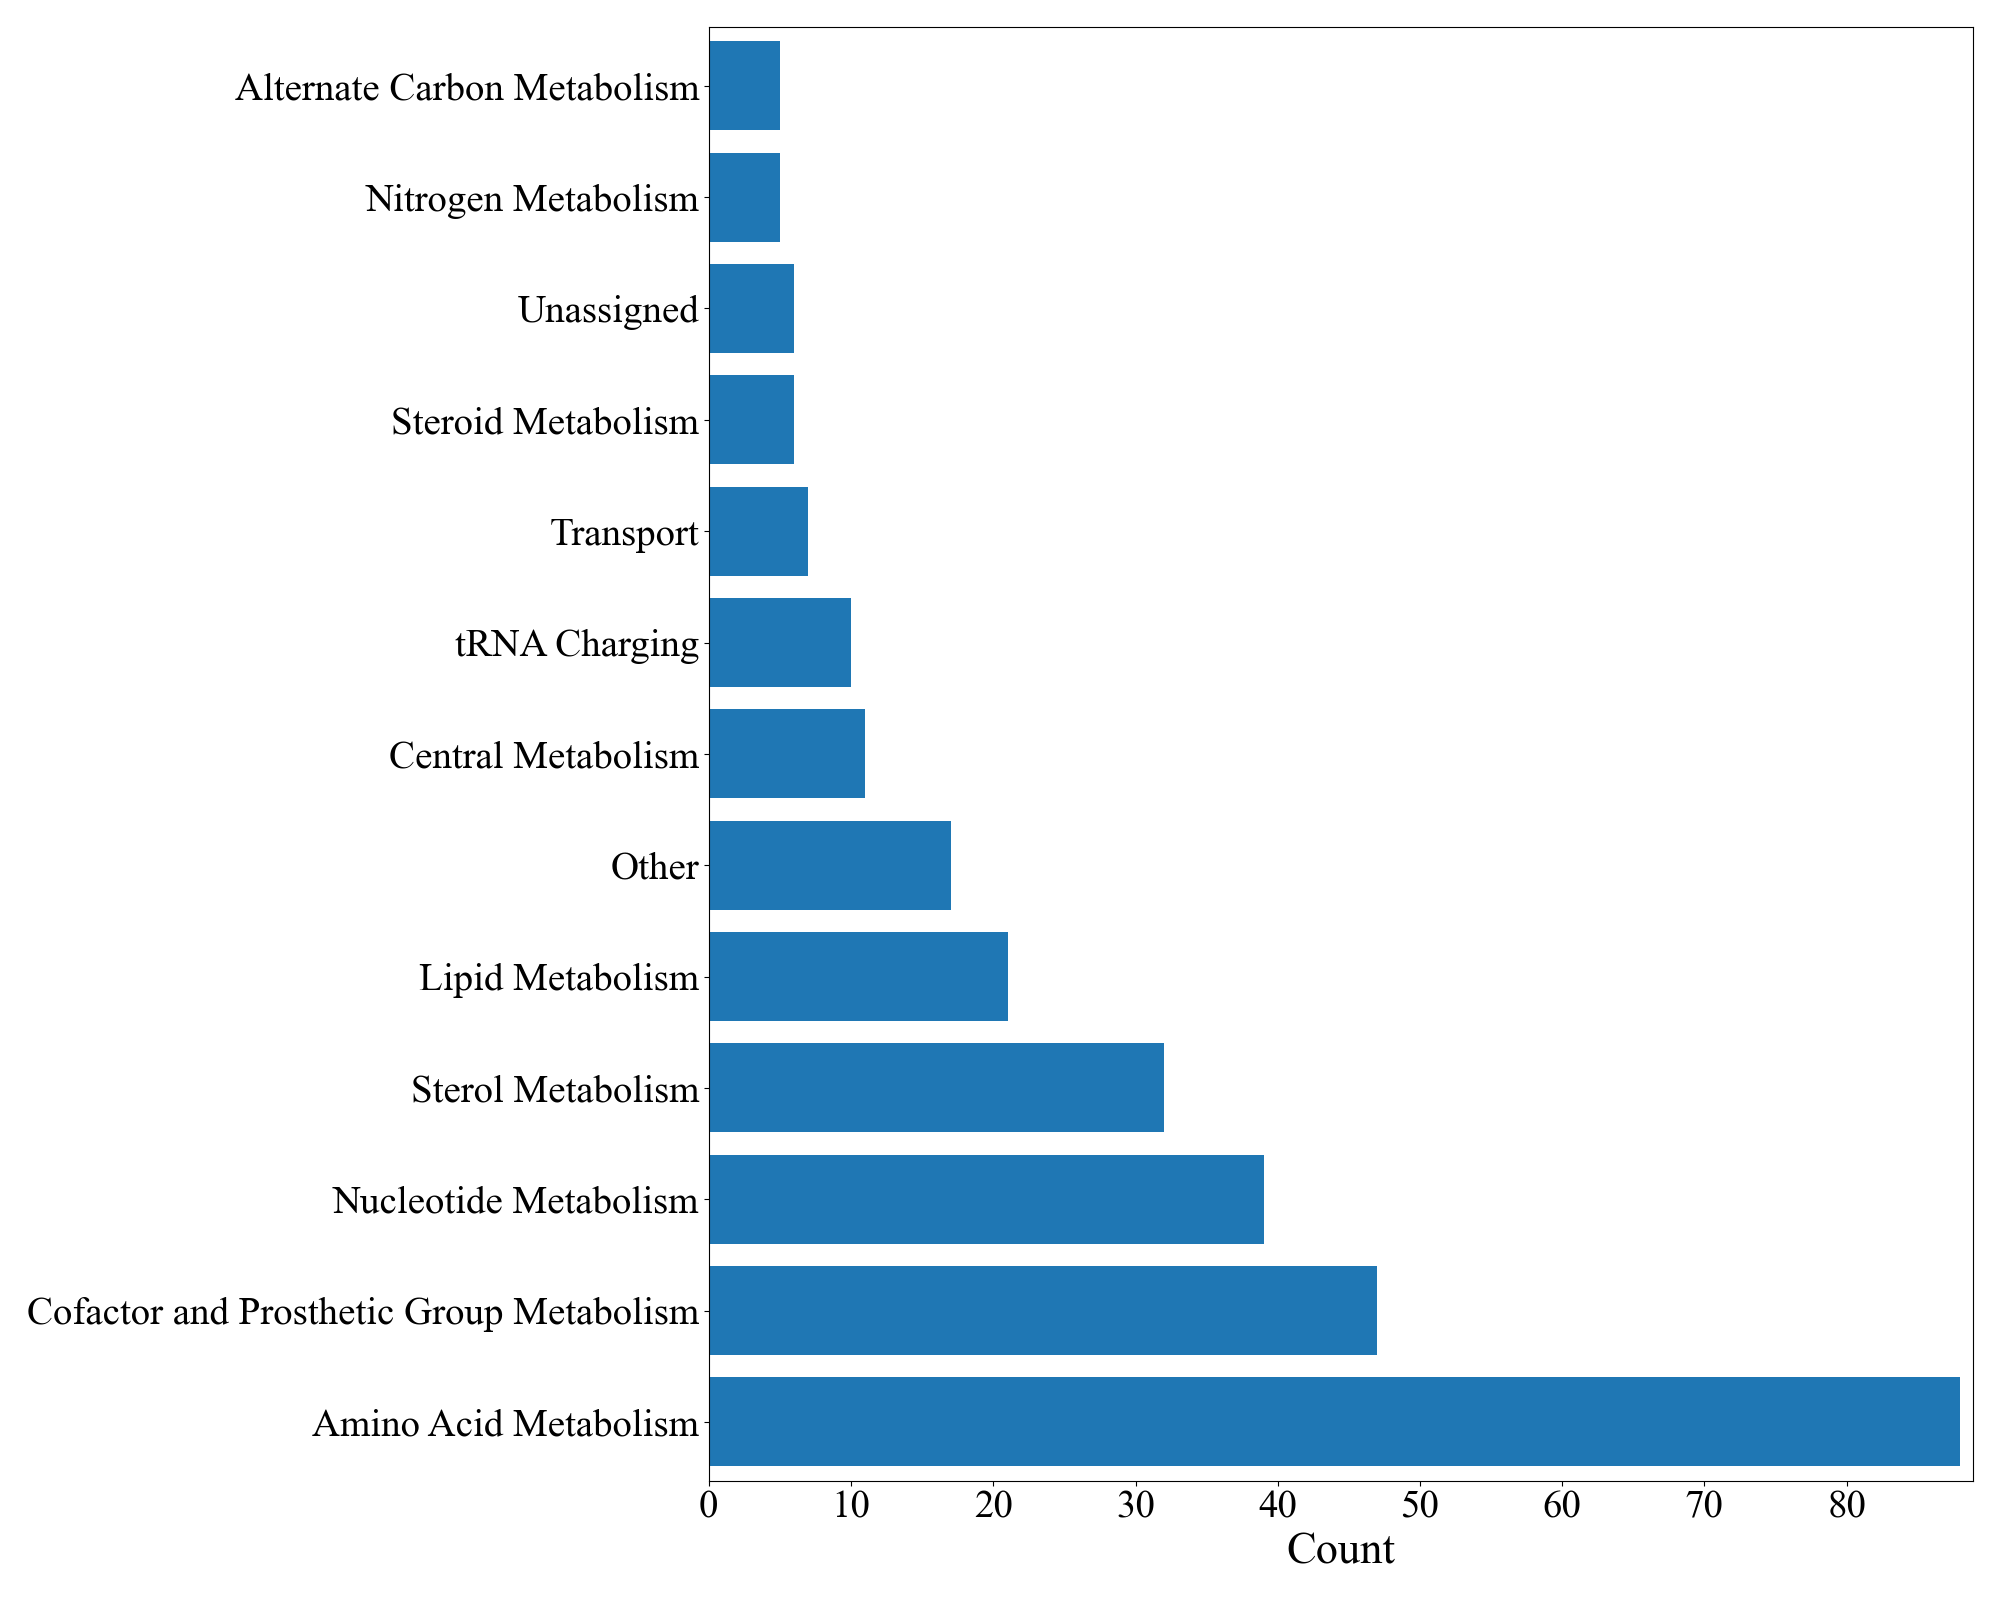 Alternate Carbon Metabolism
Nitrogen Metabolism
Unassigned
Steroid Metabolism
Transport
tRNA Charging
Central Metabolism
Other
Lipid Metabolism
Sterol Metabolism
Nucleotide Metabolism
Cofactor and Prosthetic Group Metabolism
Amino Acid Metabolism
0 10 20 30 40 50 60 70 80
Count